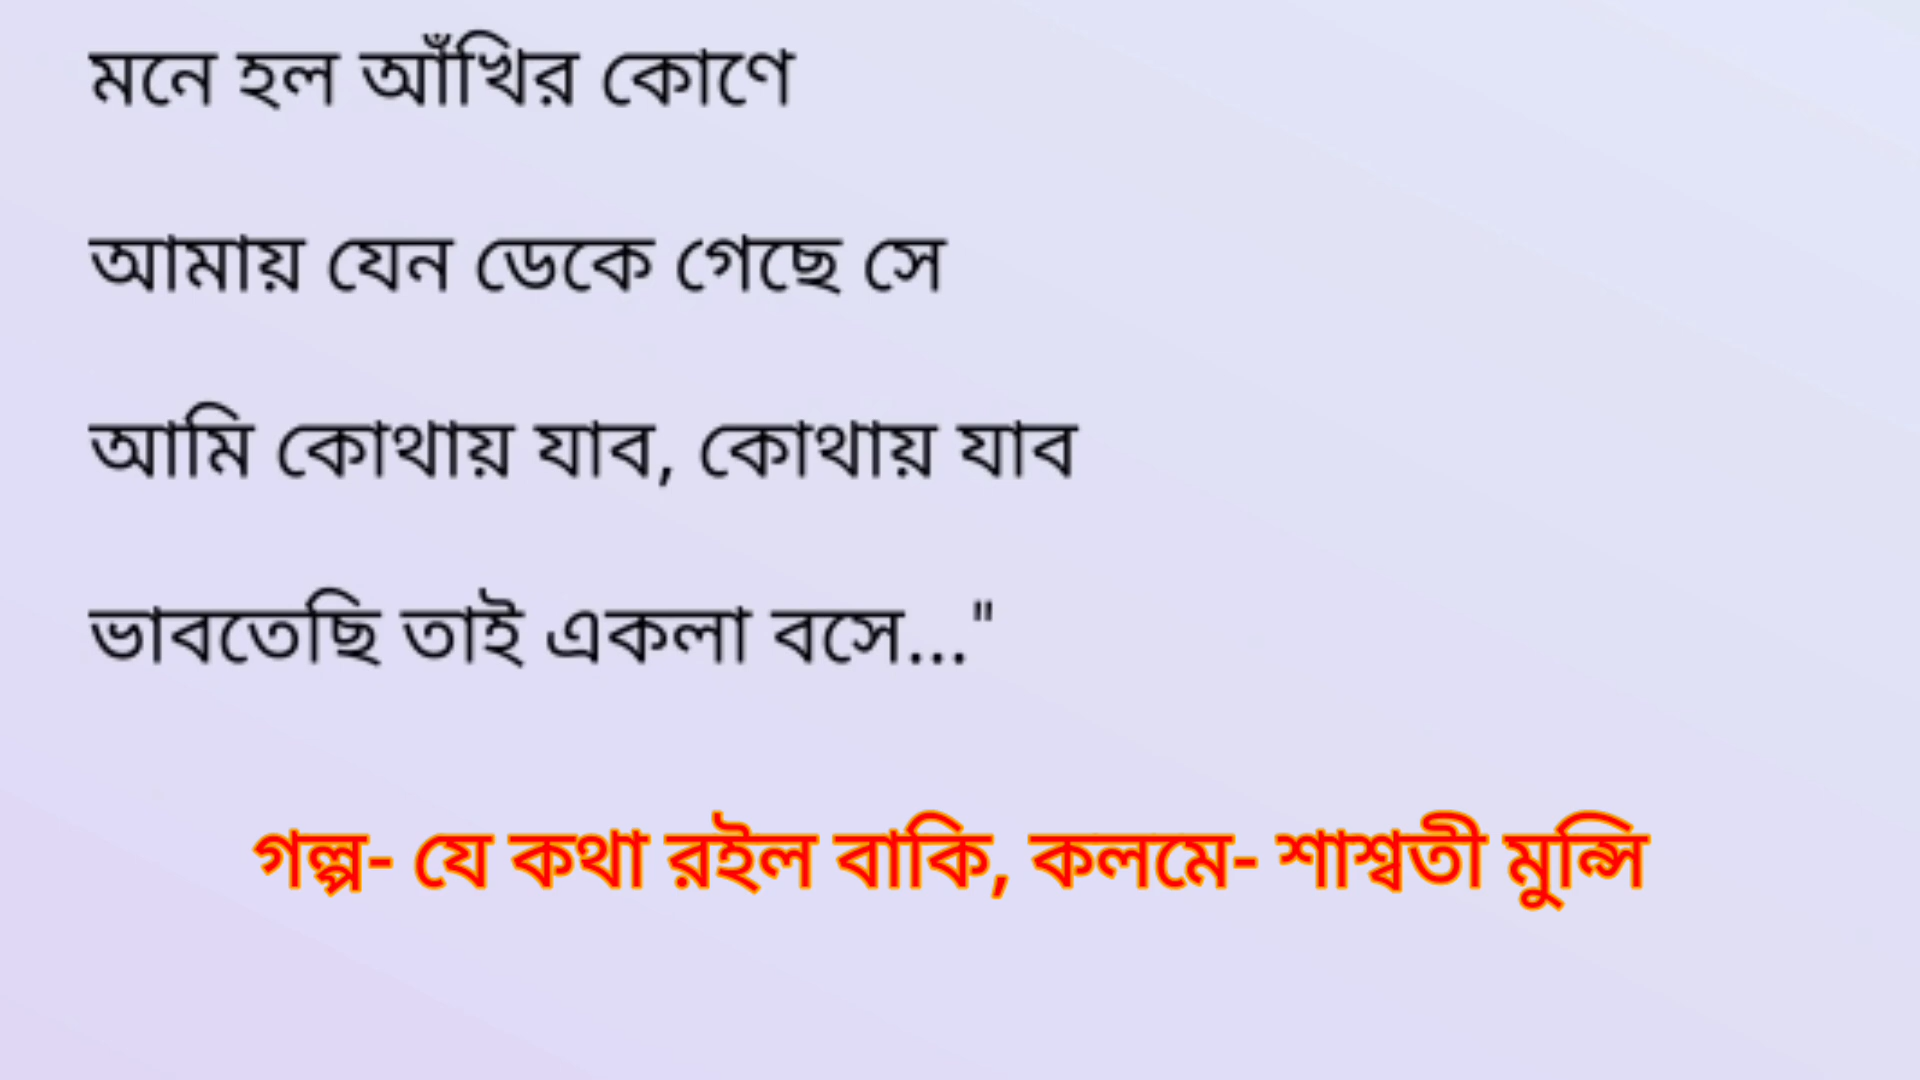 মনে হল আঁখির কোণে
আমায় যেন ডেকে গেছে সে
আমি কোথায় যাব, কোথায় যাব
ভাবতেছি তাই একলা বসে..."
গল্প- যে কথা রইল বাকি, কলমে- শাশ্বতী মুন্সি